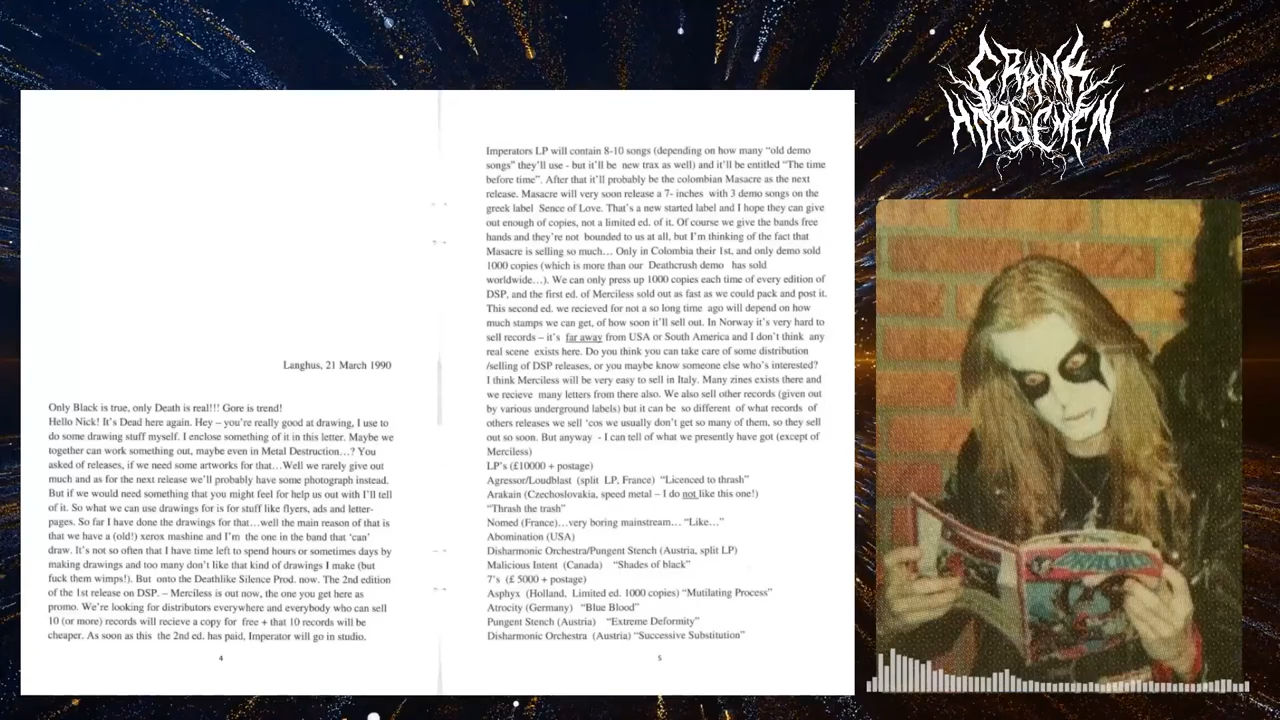 Langhus, 21 March 1990
Only Black is true, only Death is real!!! Gore is trend!
Hello Nick! It's Dead here again. Hey – you're really good at drawing, I use to
do some drawing stuff myself. I enclose something of it in this letter. Maybe we
together can work something out, maybe even in Metal Destruction…? You
asked of releases, if we need some artworks for that…Well we rarely give out
much and as for the next release we'll probably have some photograph instead.
But if we would need something that you might feel for help us out with I'll tell
of it. So what we can use drawings for is for stuff like flyers, ads and letter-
pages. So far I have done the drawings for that…well the main reason of that is
that we have a (old!) xerox mashine and I'm the one in the band that 'can'
draw. It's not so often that I have time left to spend hours or sometimes days by
making drawings and too many don't like that kind of drawings I make (but
fuck them wimps!). But onto the Deathlike Silence Prod. now. The 2nd edition
of the 1st release on DSP. – Merciless is out now, the one you get here as
promo. We're looking for distributors everywhere and everybody who can sell
10 (or more) records will recieve a copy for free + that 10 records will be
cheaper. As soon as this the 2nd ed. has paid, Imperator will go in studio.
4
Imperators LP will contain 8-10 songs (depending on how many "old demo
songs" they'll use - but it'll be new trax as well) and it'll be entitled "The time
before time". After that it'll probably be the colombian Masacre as the next
release. Masacre will very soon release a 7- inches with 3 demo songs on the
greek label Sence of Love. That's a new started label and I hope they can give
out enough of copies, not a limited ed. of it. Of course we give the bands free
hands and they're not bounded to us at all, but I'm thinking of the fact that
Masacre is selling so much… Only in Colombia their 1st, and only demo sold
1000 copies (which is more than our Deathcrush demo has sold
worldwide…). We can only press up 1000 copies each time of every edition of
DSP, and the first ed. of Merciless sold out as fast as we could pack and post it.
This second ed. we recieved for not a so long time ago will depend on how
much stamps we can get, of how soon it'll sell out. In Norway it's very hard to
sell records – it's far away from USA or South America and I don't think any
real scene exists here. Do you think you can take care of some distribution
/selling of DSP releases, or you maybe know someone else who's interested?
I think Merciless will be very easy to sell in Italy. Many zines exists there and
we recieve many letters from there also. We also sell other records (given out
by various underground labels) but it can be so different of what records of
others releases we sell 'cos we usually don't get so many of them, so they sell
out so soon. But anyway - I can tell of what we presently have got (except of
Merciless)
LP's (£10000 + postage)
Agressor/Loudblast (split LP, France) "Licenced to thrash"
Arakain (Czechoslovakia, speed metal – I do not like this one!)
"Thrash the trash"
Nomed (France)…very boring mainstream… "Like…"
Abomination (USA)
Disharmonic Orchestra/Pungent Stench (Austria, split LP)
Malicious Intent (Canada) "Shades of black"
7's (£ 5000 + postage)
Asphyx (Holland, Limited ed. 1000 copies) "Mutilating Process"
Atrocity (Germany) "Blue Blood"
Pungent Stench (Austria) "Extreme Deformity"
Disharmonic Orchestra (Austria) "Successive Substitution"
5
CRANK
HORSEMEN